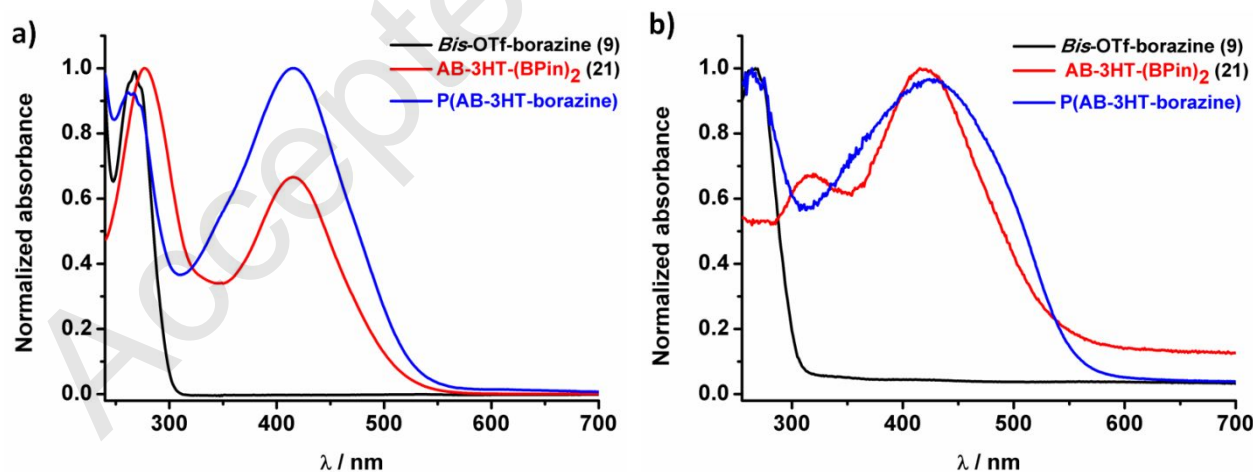 a)
Bis-OTf-borazine (9)
AB-3HT-(BPin)₂ (21)
P(AB-3HT-borazine)
1.0
0.8
0.6
0.4
0.2
0.0
Normalized absorbance
300
400
500
600
700
λ / nm
b)
Bis-OTf-borazine (9)
AB-3HT-(BPin)₂ (21)
P(AB-3HT-borazine)
1.0
0.8
0.6
0.4
0.2
0.0
Normalized absorbance
300
400
500
600
700
λ / nm
Accepte